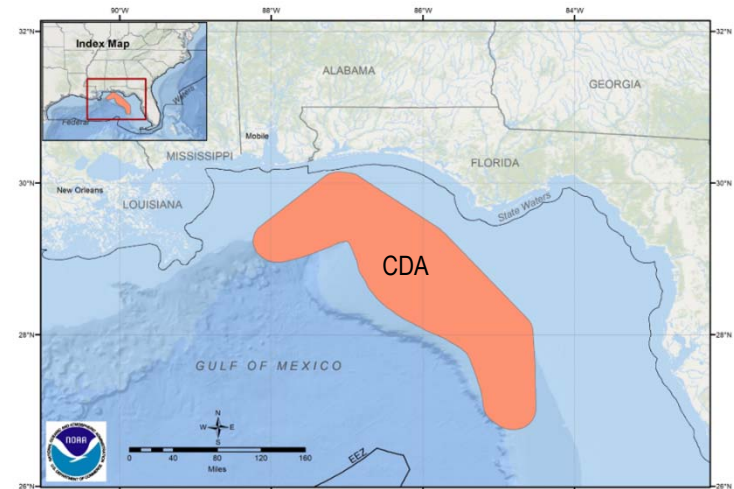 90°W
88°W
86°W
84°W
32°N
32°N
Index Map
Federal Waters
ALABAMA
GEORGIA
Mobile
MISSISSIPPI
FLORIDA
30°N
30°N
New Orleans
LOUISIANA
State Waters
CDA
28°N
28°N
GULF OF MEXICO
N
W
E
S
NOAA
0 40 80 120 160
Miles
EEZ
26°N
26°N